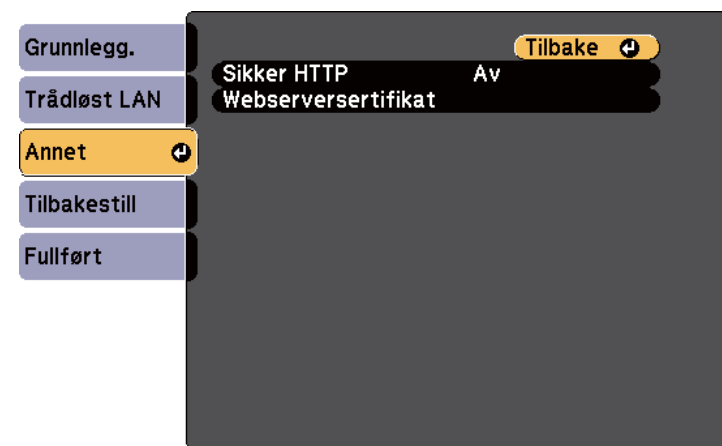 Grunnlegg.
Trådløst LAN
Annet
Tilbakestill
Fullført
Tilbake
Sikker HTTP Av
Webserversertifikat